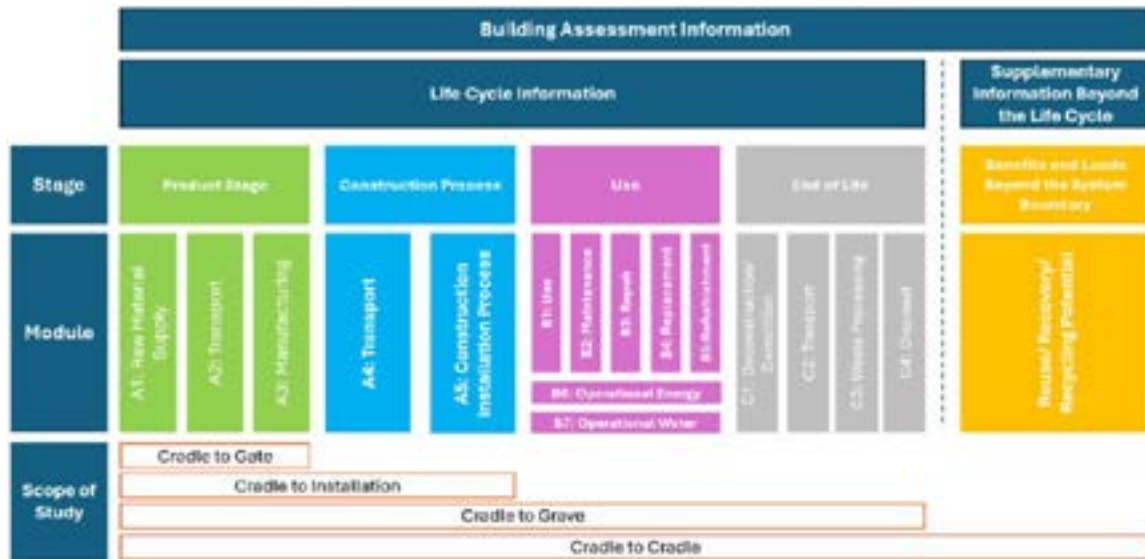 Building Assessment Information
Life Cycle Information
Supplementary
Information Beyond
the Life Cycle
Stage
Product Stage
Construction Process
Use
End of Life
Benefits and Loads
Beyond the System
Boundary
Module
A1: Raw Material
Supply
A2: Transport
A3: Manufacturing
A4: Transport
A5: Construction
Installation Process
B1: Use
B2: Maintenance
B3: Repair
B4: Replacement
B5: Refurbishment
B6: Operational Energy
B7: Operational Water
C1: Deconstruction/
Demolition
C2: Transport
C3: Waste Processing
C4: Disposal
Reuse/ Recovery/
Recycling Potential
Scope of
Study
Cradle to Gate
Cradle to Installation
Cradle to Grave
Cradle to Cradle